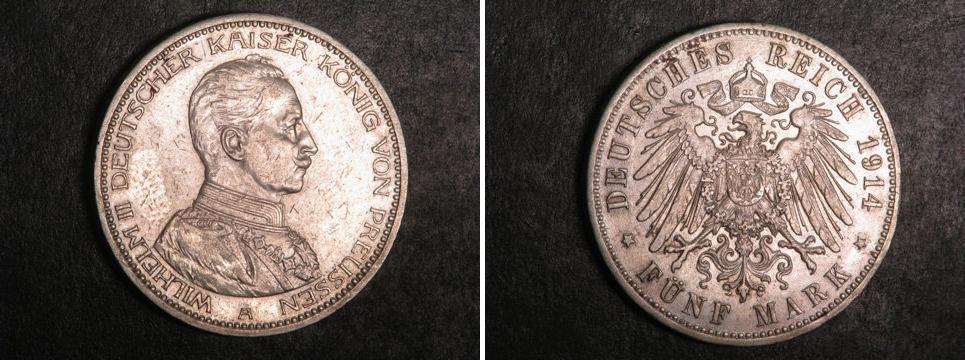 WILHELM II DEUTSCHER KAISER KÖNIG VON PREUSSEN
A
DEUTSCHES REICH 1914
FÜNF MARK